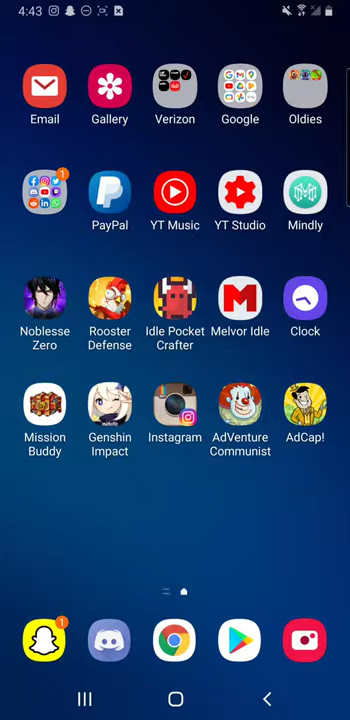 4:43
Email
Gallery
Verizon
Google
Oldies
1
PayPal
YT Music
YT Studio
Mindly
Noblesse
Zero
Rooster
Defense
Idle Pocket
Crafter
Melvor Idle
Clock
Mission
Buddy
Genshin
Impact
Instagram
AdVenture
Communist
AdCap!
1